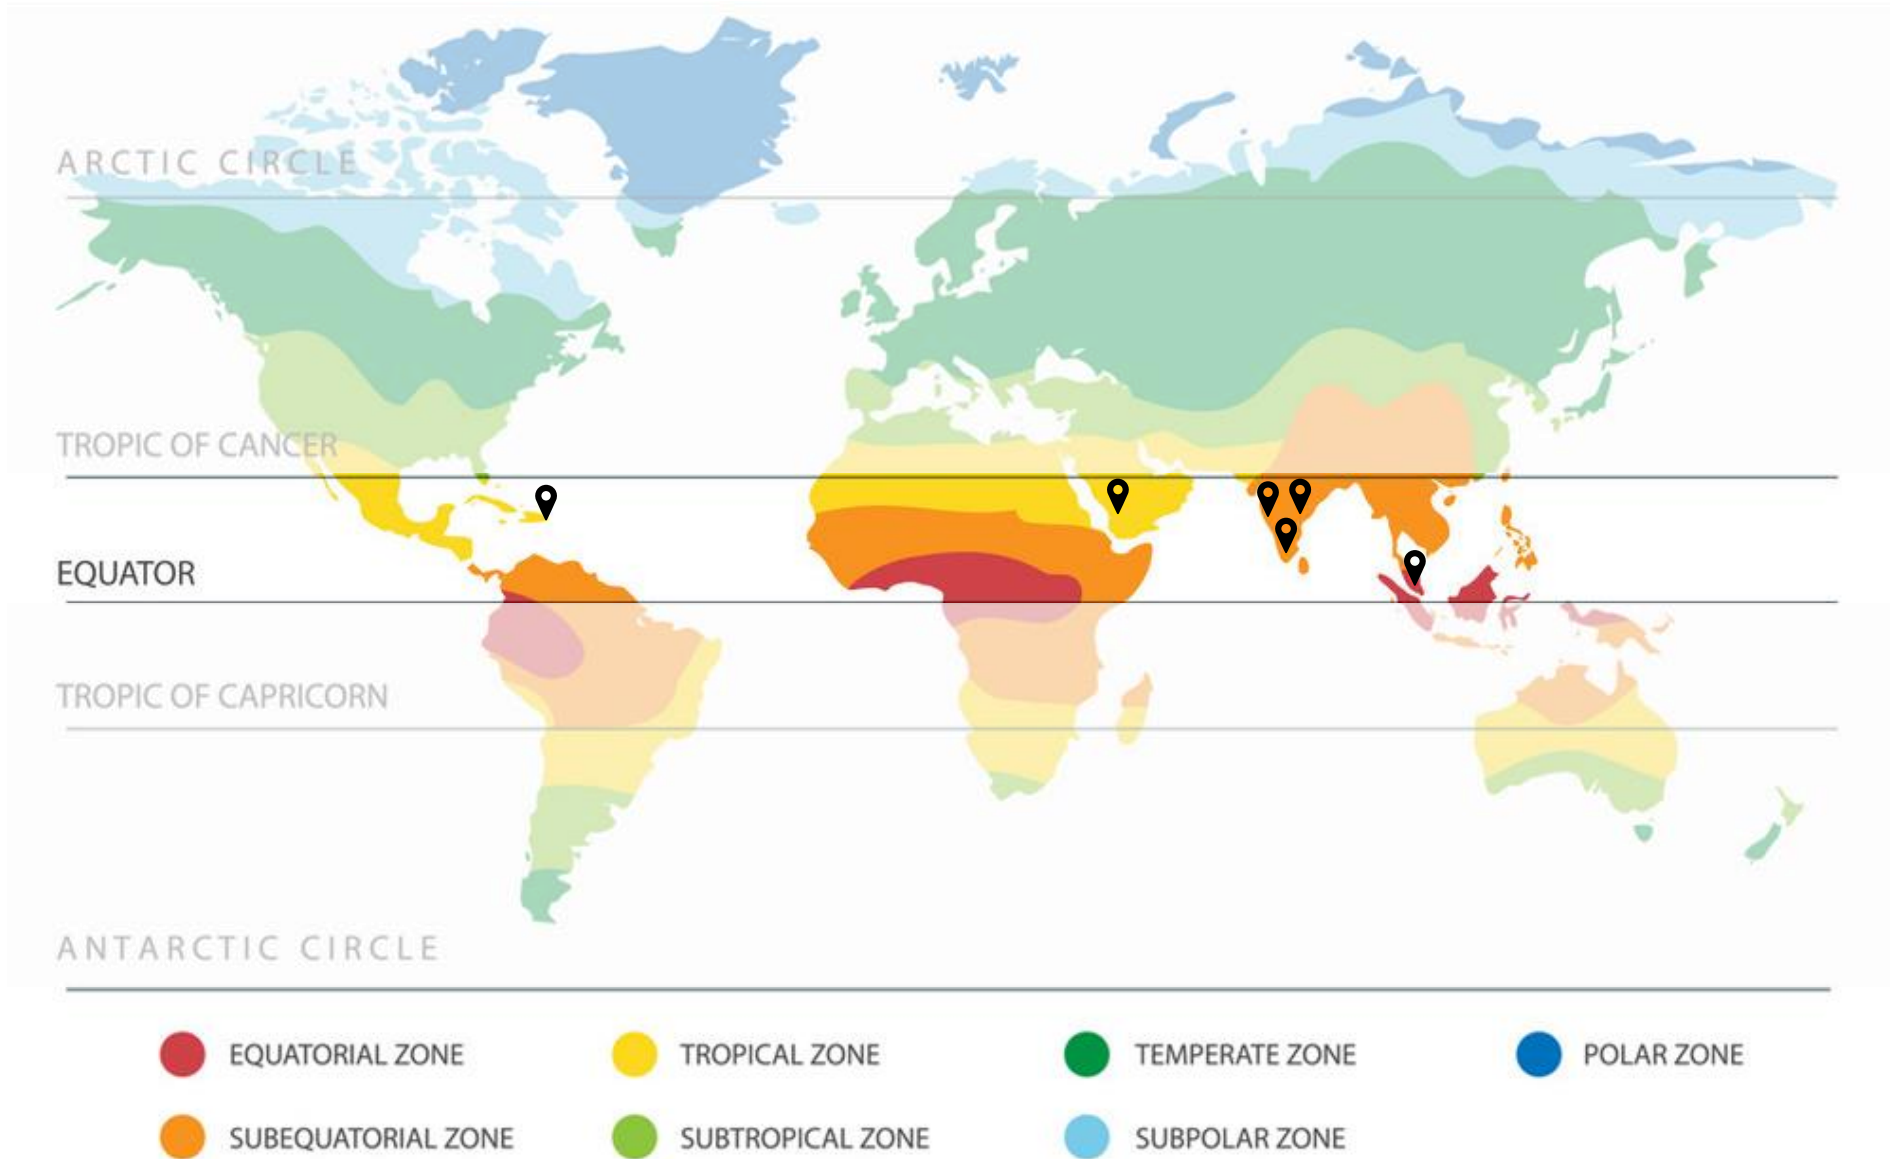 ARCTIC CIRCLE
TROPIC OF CANCER
EQUATOR
TROPIC OF CAPRICORN
ANTARCTIC CIRCLE
EQUATORIAL ZONE
TROPICAL ZONE
TEMPERATE ZONE
POLAR ZONE
SUBEQUATORIAL ZONE
SUBTROPICAL ZONE
SUBPOLAR ZONE